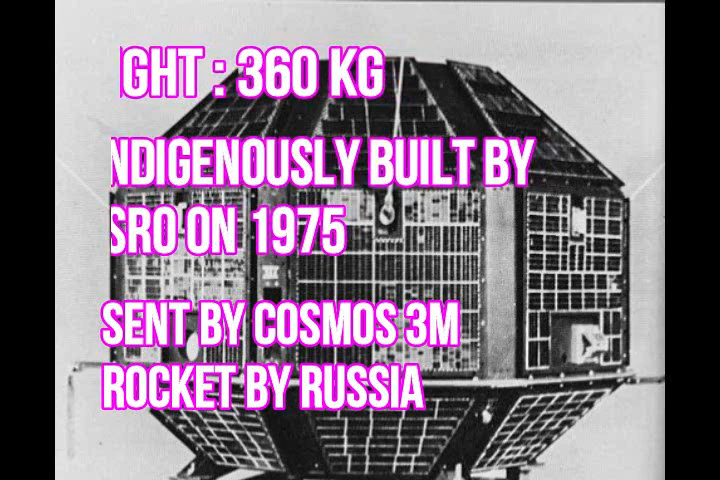 GHT : 360 KG
NDIGENOUSLY BUILT BY
SRO ON 1975
SENT BY COSMOS 3M
ROCKET BY RUSSIA